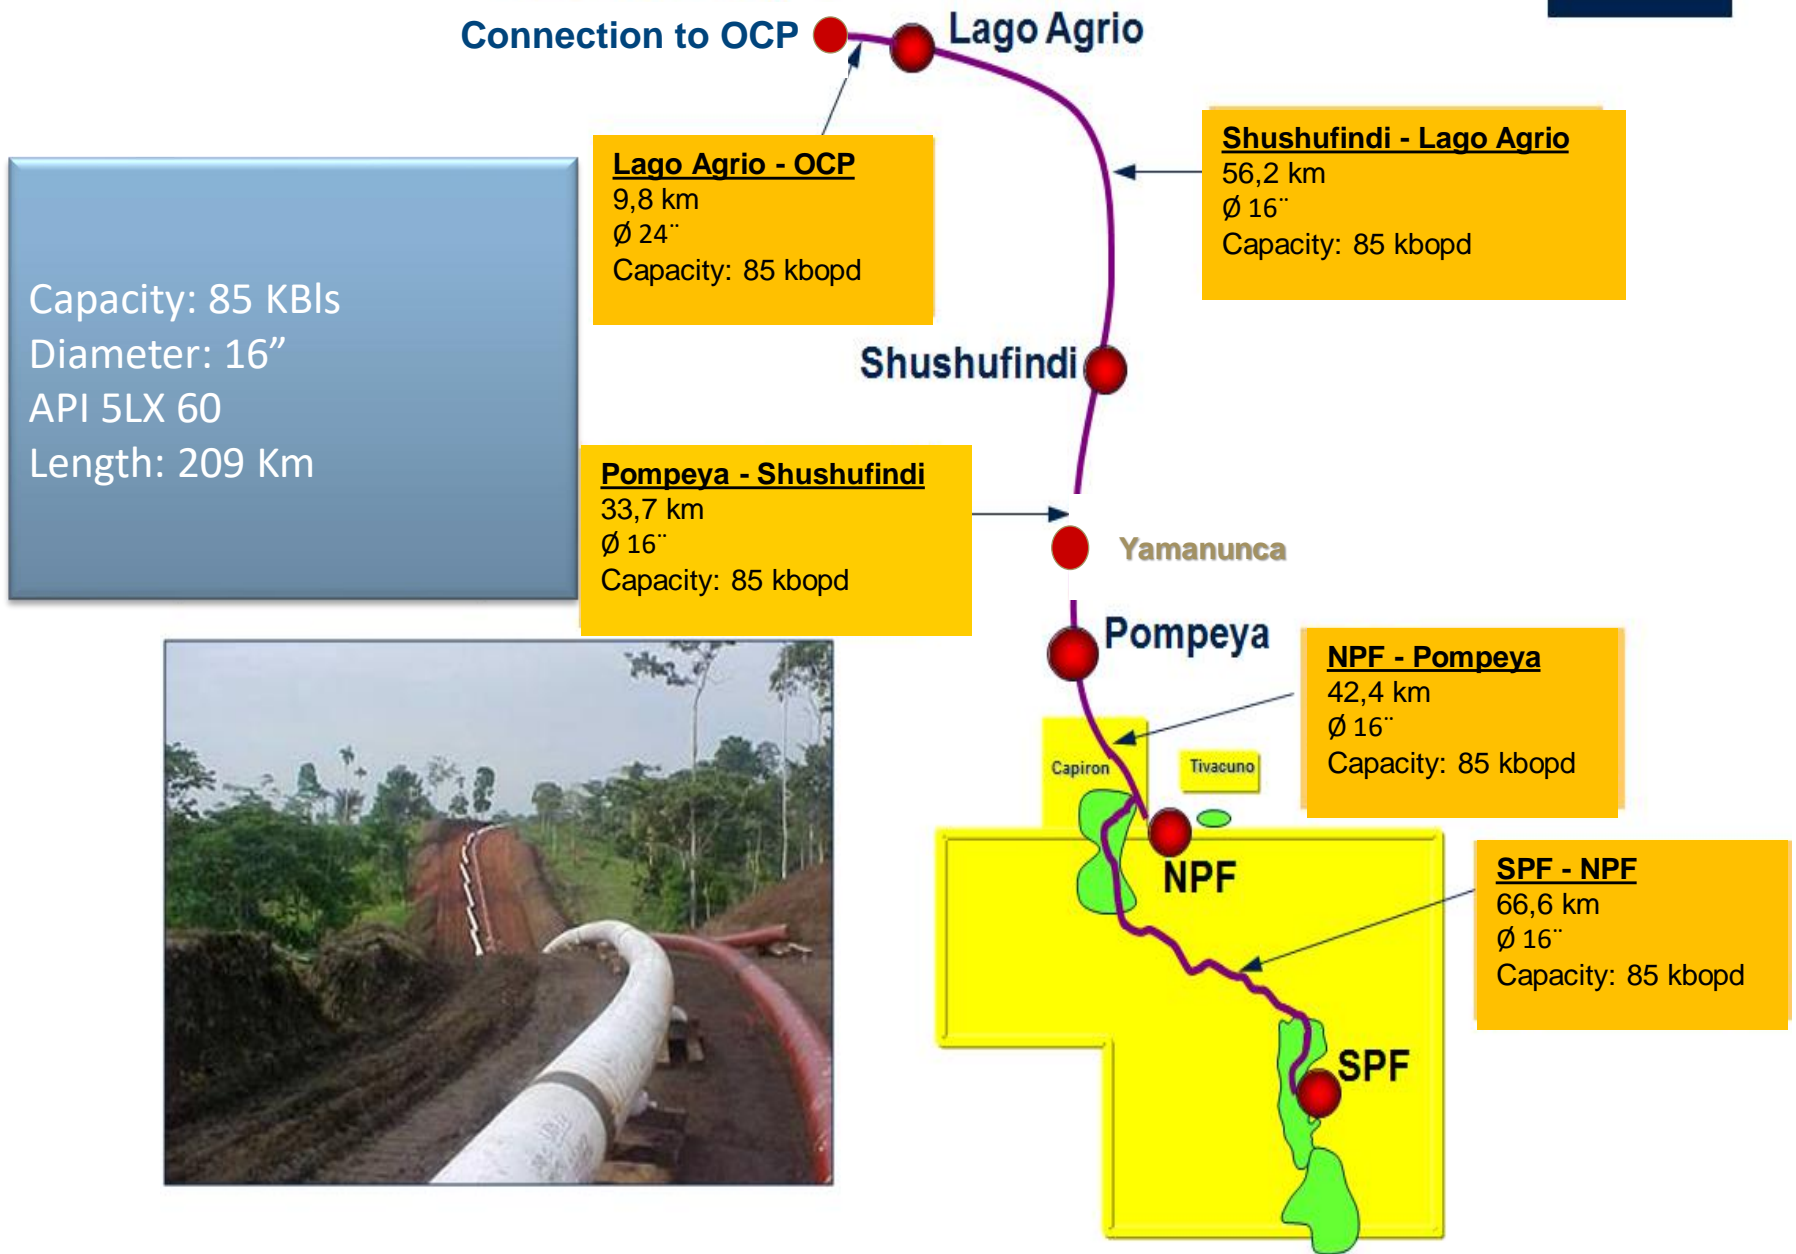 Connection to OCP
Lago Agrio
Lago Agrio - OCP
9,8 km
Ø 24¨
Capacity: 85 kbopd
Shushufindi - Lago Agrio
56,2 km
Ø 16¨
Capacity: 85 kbopd
Capacity: 85 KBls
Diameter: 16”
API 5LX 60
Length: 209 Km
Shushufindi
Pompeya - Shushufindi
33,7 km
Ø 16¨
Capacity: 85 kbopd
Yamanunca
Pompeya
NPF - Pompeya
42,4 km
Ø 16¨
Capacity: 85 kbopd
Capiron
Tivacuno
NPF
SPF - NPF
66,6 km
Ø 16¨
Capacity: 85 kbopd
SPF